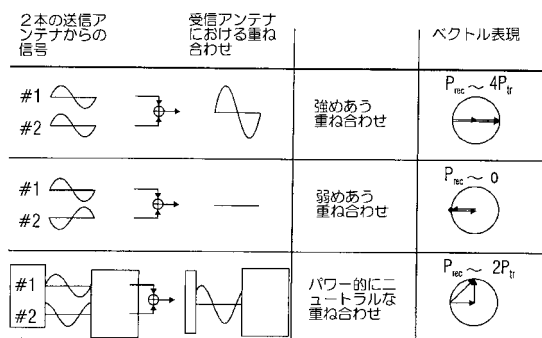 2本の送信ア
ンテナからの
信号
受信アンテナ
における重ね
合わせ
ベクトル表現
#1
#2
強めあう
重ね合わせ
Prec ~ 4Ptr
#1
#2
弱めあう
重ね合わせ
Prec ~ 0
#1
#2
パワー的にニ
ュートラルな
重ね合わせ
Prec ~ 2Ptr